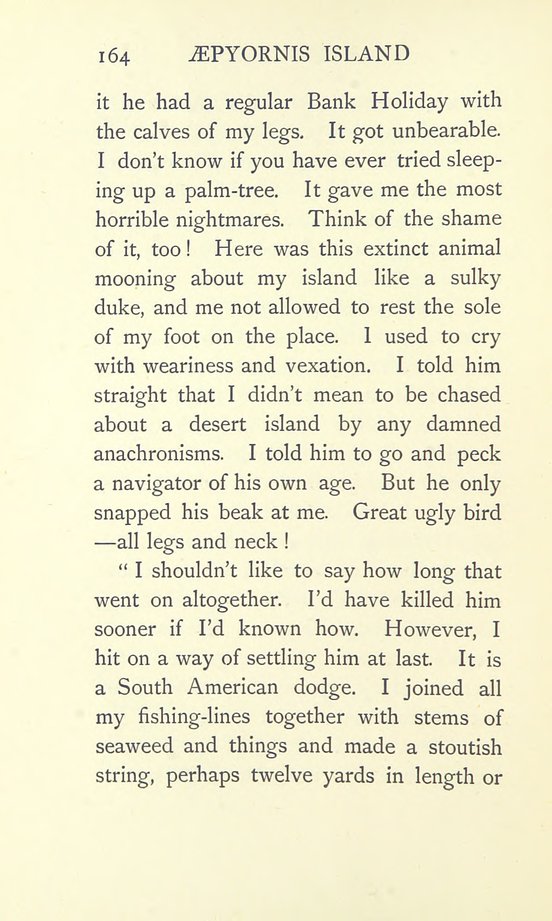 164 ÆPYORNIS ISLAND
it he had a regular Bank Holiday with
the calves of my legs. It got unbearable.
I don't know if you have ever tried sleep-
ing up a palm-tree. It gave me the most
horrible nightmares. Think of the shame
of it, too! Here was this extinct animal
mooning about my island like a sulky
duke, and me not allowed to rest the sole
of my foot on the place. I used to cry
with weariness and vexation. I told him
straight that I didn't mean to be chased
about a desert island by any damned
anachronisms. I told him to go and peck
a navigator of his own age. But he only
snapped his beak at me. Great ugly bird
—all legs and neck!
“I shouldn't like to say how long that
went on altogether. I'd have killed him
sooner if I'd known how. However, I
hit on a way of settling him at last. It is
a South American dodge. I joined all
my fishing-lines together with stems of
seaweed and things and made a stoutish
string, perhaps twelve yards in length or